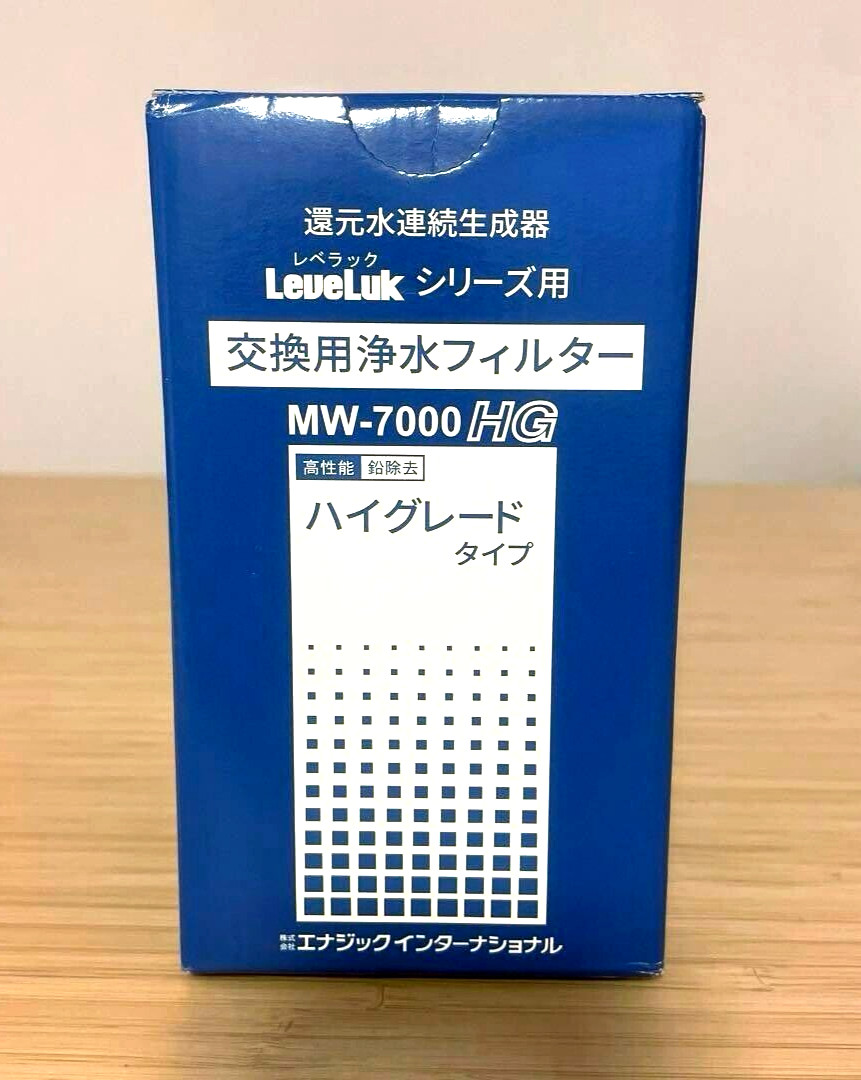 還元水連続生成器
レベラック
LeveLuk シリーズ用
交換用浄水フィルター
MW-7000 HG
高性能 鉛除去
ハイグレード
タイプ
株式会社 エナジックインターナショナル